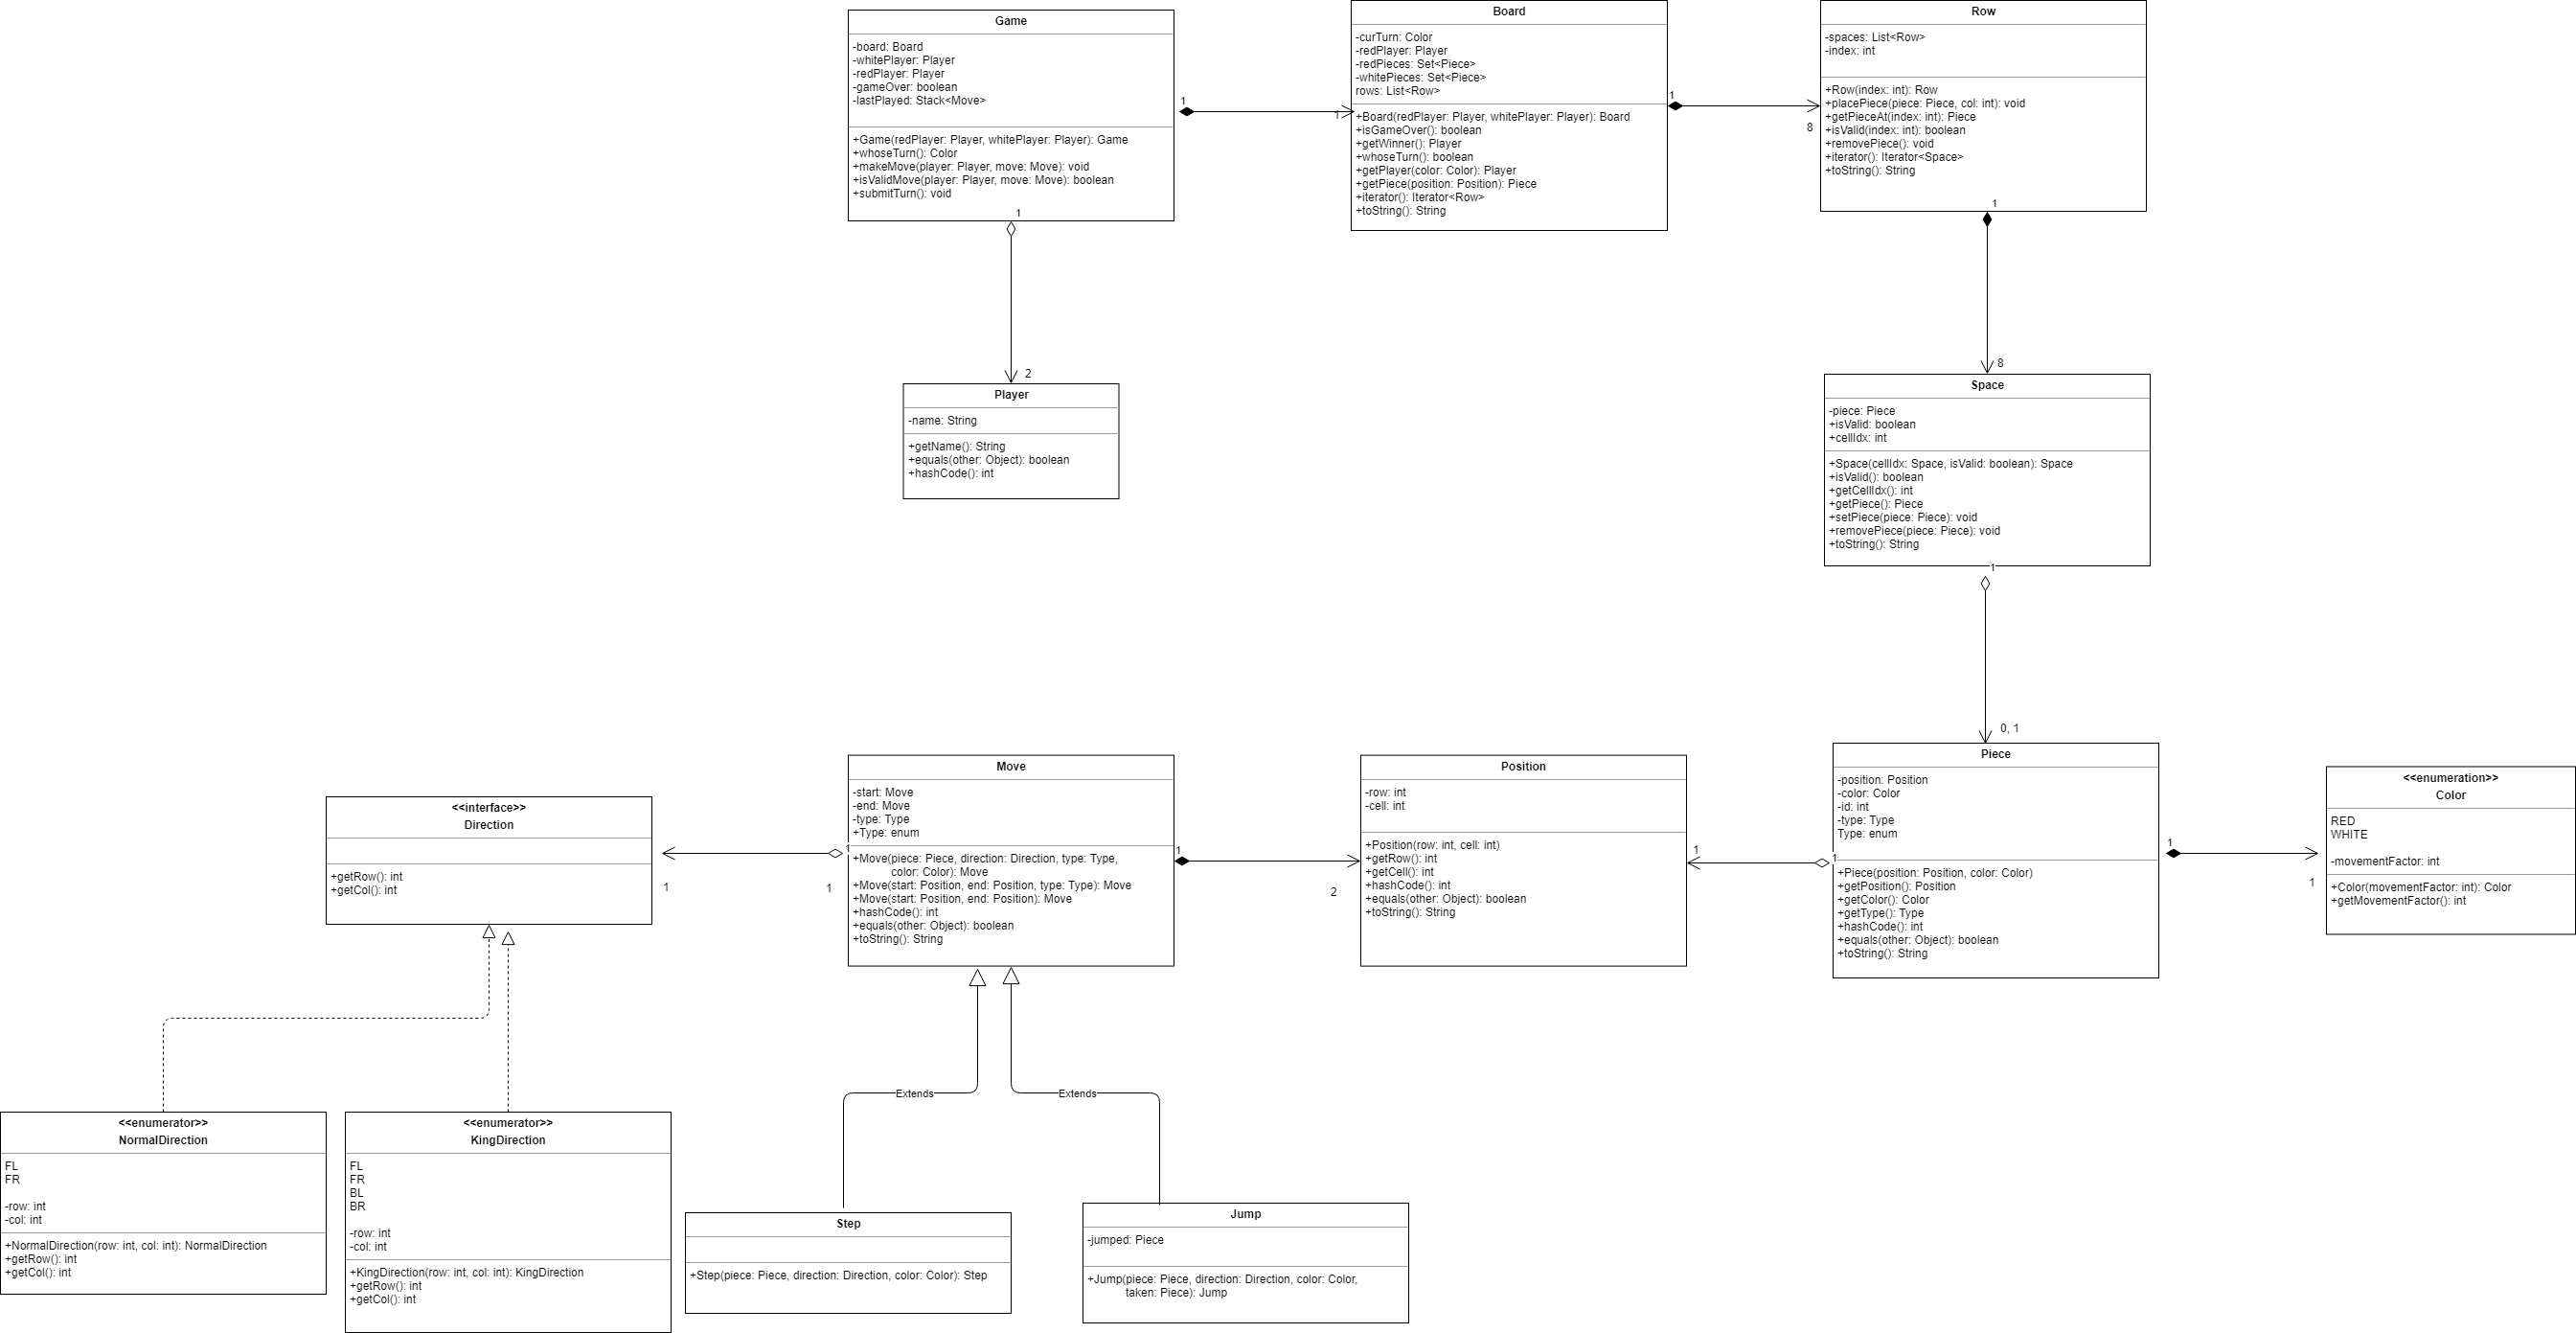 Game
-board: Board
-whitePlayer: Player
-redPlayer: Player
-gameOver: boolean
-lastPlayed: Stack<Move>
+Game(redPlayer: Player, whitePlayer: Player): Game
+whoseTurn(): Color
+makeMove(player: Player, move: Move): void
+isValidMove(player: Player, move: Move): boolean
+submitTurn(): void
1
1
1
2
Board
-curTurn: Color
-redPlayer: Player
-redPieces: Set<Piece>
-whitePieces: Set<Piece>
rows: List<Row>
+Board(redPlayer: Player, whitePlayer: Player): Board
+isGameOver(): boolean
+getWinner(): Player
+whoseTurn(): boolean
+getPlayer(color: Color): Player
+getPiece(position: Position): Piece
+iterator(): Iterator<Row>
+toString(): String
1
8
Row
-spaces: List<Row>
-index: int
+Row(index: int): Row
+placePiece(piece: Piece, col: int): void
+getPieceAt(index: int): Piece
+isValid(index: int): boolean
+removePiece(): void
+iterator(): Iterator<Space>
+toString(): String
1
8
Player
-name: String
+getName(): String
+equals(other: Object): boolean
+hashCode(): int
Space
-piece: Piece
+isValid: boolean
+cellIdx: int
+Space(cellIdx: Space, isValid: boolean): Space
+isValid(): boolean
+getCellIdx(): int
+getPiece(): Piece
+setPiece(piece: Piece): void
+removePiece(piece: Piece): void
+toString(): String
1
0, 1
<<interface>>
Direction
+getRow(): int
+getCol(): int
1
1
1
Move
-start: Move
-end: Move
-type: Type
+Type: enum
+Move(piece: Piece, direction: Direction, type: Type,
color: Color): Move
+Move(start: Position, end: Position, type: Type): Move
+Move(start: Position, end: Position): Move
+hashCode(): int
+equals(other: Object): boolean
+toString(): String
1
2
Position
-row: int
-cell: int
+Position(row: int, cell: int)
+getRow(): int
+getCell(): int
+hashCode(): int
+equals(other: Object): boolean
+toString(): String
1
1
Piece
-position: Position
-color: Color
-id: int
-type: Type
Type: enum
+Piece(position: Position, color: Color)
+getPosition(): Position
+getColor(): Color
+getType(): Type
+hashCode(): int
+equals(other: Object): boolean
+toString(): String
1
1
<<enumeration>>
Color
RED
WHITE
-movementFactor: int
+Color(movementFactor: int): Color
+getMovementFactor(): int
Extends
Extends
<<enumerator>>
NormalDirection
FL
FR
-row: int
-col: int
+NormalDirection(row: int, col: int): NormalDirection
+getRow(): int
+getCol(): int
<<enumerator>>
KingDirection
FL
FR
BL
BR
-row: int
-col: int
+KingDirection(row: int, col: int): KingDirection
+getRow(): int
+getCol(): int
Step
+Step(piece: Piece, direction: Direction, color: Color): Step
Jump
-jumped: Piece
+Jump(piece: Piece, direction: Direction, color: Color,
taken: Piece): Jump